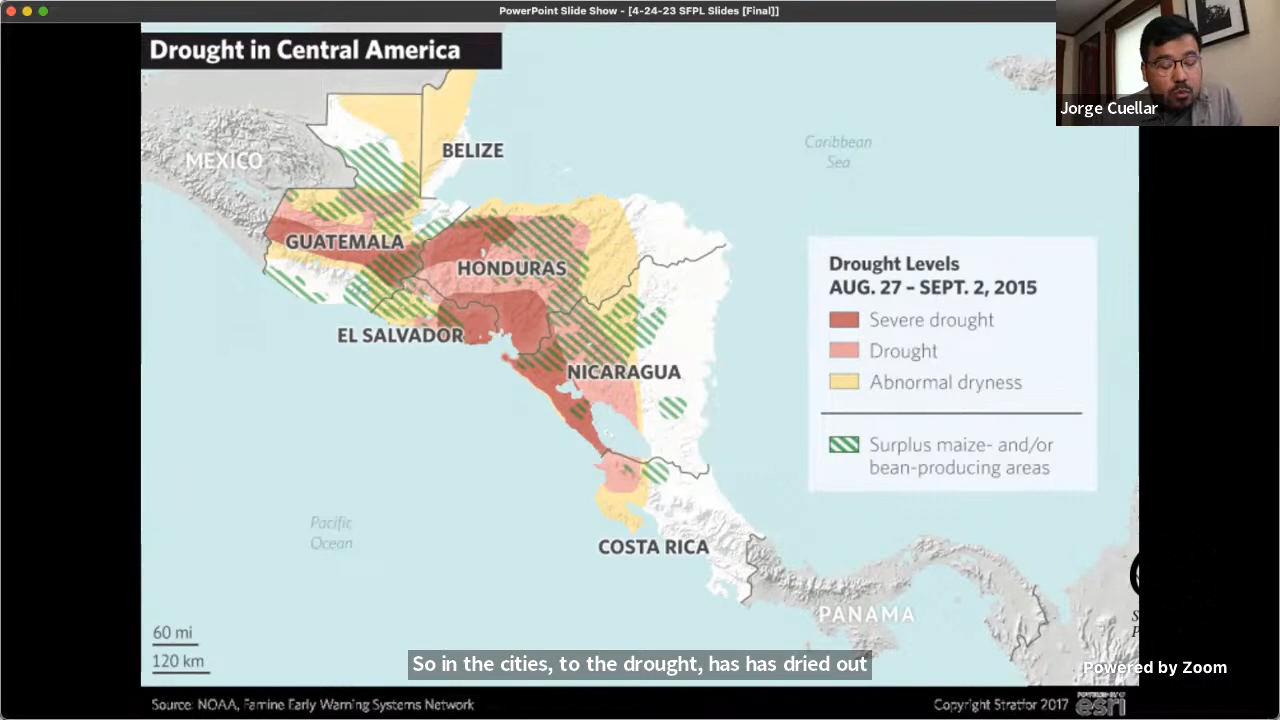 PowerPoint Slide Show - [4-24-23 SFPL Slides [Final]]
Drought in Central America
Jorge Cuellar
BELIZE
Caribbean
Sea
MEXICO
GUATEMALA
HONDURAS
EL SALVADOR
NICARAGUA
Drought Levels
AUG. 27 – SEPT. 2, 2015
Severe drought
Drought
Abnormal dryness
Surplus maize- and/or
bean-producing areas
Pacific
Ocean
COSTA RICA
PANAMA
60 mi
120 km
So in the cities, to the drought, has has dried out
Powered by Zoom
Source: NOAA, Famine Early Warning Systems Network
Copyright Stratfor 2017
esri